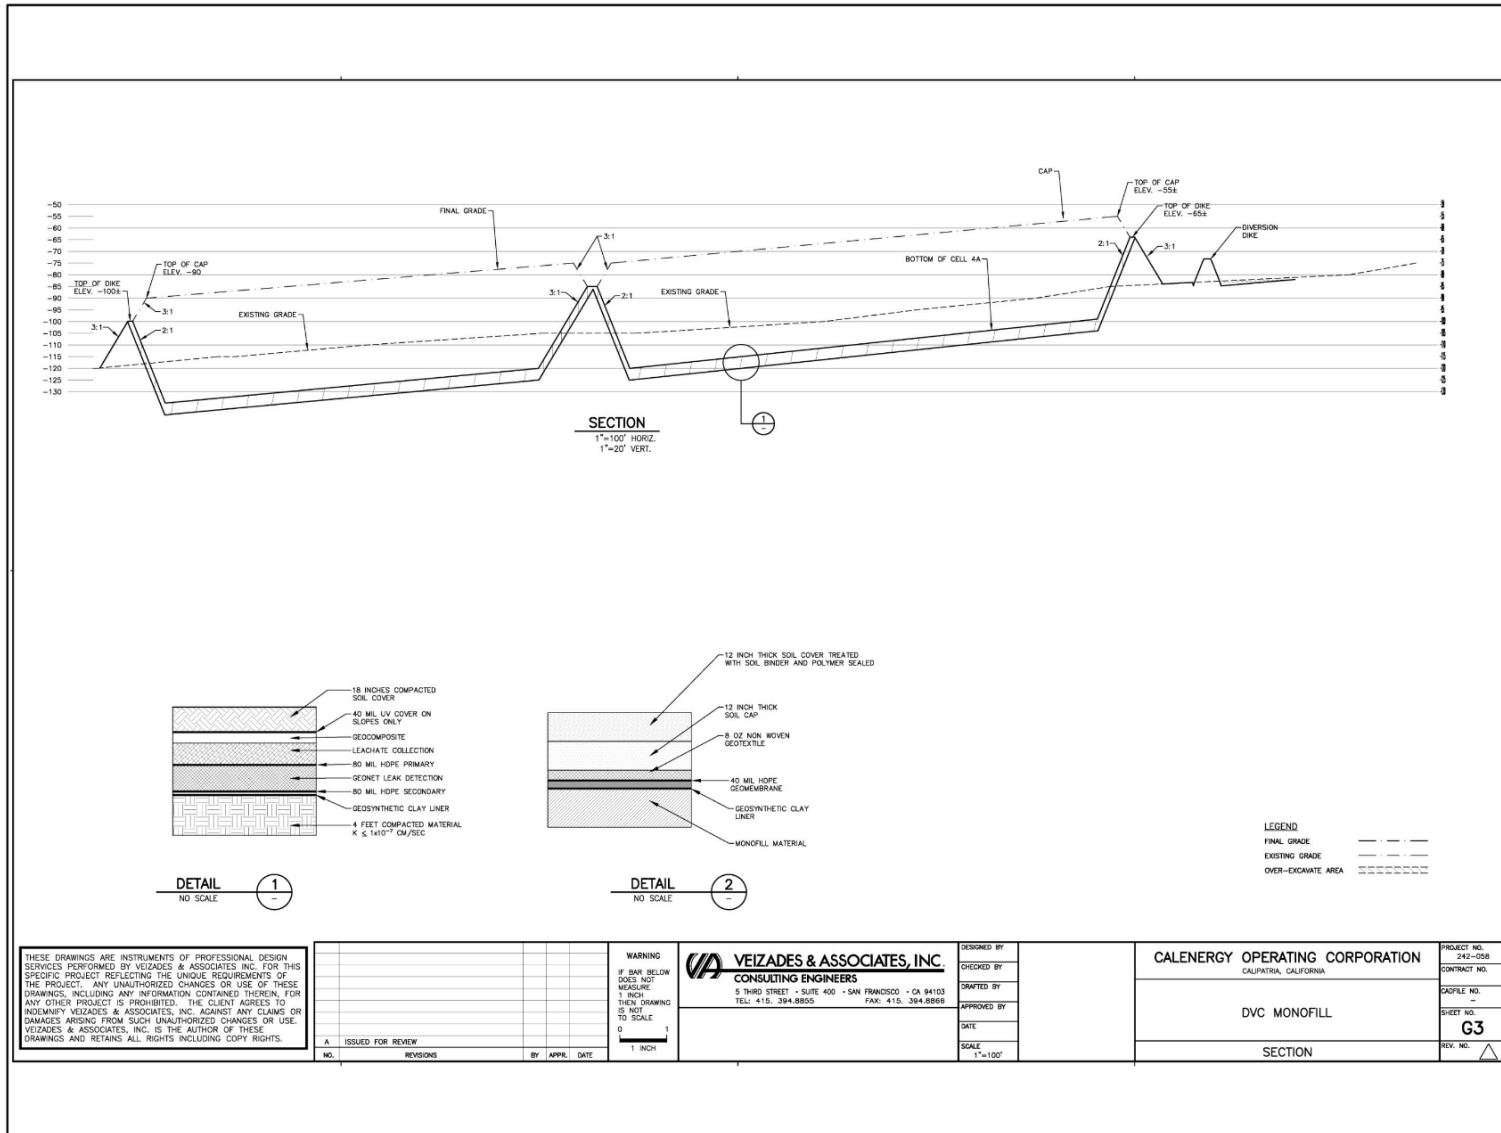 CAP
TOP OF CAP
ELEV. -55±
TOP OF DIKE
ELEV. -65±
DIVERSION
DIKE
2:1
3:1
BOTTOM OF CELL 4A
FINAL GRADE
3:1
3:1
2:1
EXISTING GRADE
TOP OF CAP
ELEV. -90
TOP OF DIKE
ELEV. -100±
3:1
3:1
2:1
EXISTING GRADE
-50
-55
-60
-65
-70
-75
-80
-85
-90
-95
-100
-105
-110
-115
-120
-125
-130
SECTION
1"=100' HORIZ.
1"=20' VERT.
1
-
18 INCHES COMPACTED
SOIL COVER
40 MIL UV COVER ON
SLOPES ONLY
GEOCOMPOSITE
LEACHATE COLLECTION
80 MIL HDPE PRIMARY
GEONET LEAK DETECTION
80 MIL HDPE SECONDARY
GEOSYNTHETIC CLAY LINER
4 FEET COMPACTED MATERIAL
K ≤ 1x10⁻⁷ CM/SEC
DETAIL 1
NO SCALE -
12 INCH THICK SOIL COVER TREATED
WITH SOIL BINDER AND POLYMER SEALED
12 INCH THICK
SOIL CAP
8 OZ NON WOVEN
GEOTEXTILE
40 MIL HDPE
GEOMEMBRANE
GEOSYNTHETIC CLAY
LINER
MONOFILL MATERIAL
DETAIL 2
NO SCALE -
LEGEND
FINAL GRADE
EXISTING GRADE
OVER-EXCAVATE AREA
THESE DRAWINGS ARE INSTRUMENTS OF PROFESSIONAL DESIGN
SERVICES PERFORMED BY VEIZADES & ASSOCIATES INC. FOR THIS
SPECIFIC PROJECT REFLECTING THE UNIQUE REQUIREMENTS OF
THE PROJECT. ANY UNAUTHORIZED CHANGES OR USE OF THESE
DRAWINGS, INCLUDING ANY INFORMATION CONTAINED THEREIN, FOR
ANY OTHER PROJECT IS PROHIBITED. THE CLIENT AGREES TO
INDEMNIFY VEIZADES & ASSOCIATES, INC. AGAINST ANY CLAIMS OR
DAMAGES ARISING FROM SUCH UNAUTHORIZED CHANGES OR USE.
VEIZADES & ASSOCIATES, INC. IS THE AUTHOR OF THESE
DRAWINGS AND RETAINS ALL RIGHTS INCLUDING COPY RIGHTS.
A ISSUED FOR REVIEW
NO. REVISIONS BY APPR. DATE
WARNING
IF BAR BELOW
DOES NOT
MEASURE
1 INCH
THEN DRAWING
IS NOT
TO SCALE
0 1
1 INCH
VA VEIZADES & ASSOCIATES, INC.
CONSULTING ENGINEERS
5 THIRD STREET - SUITE 400 - SAN FRANCISCO - CA 94103
TEL: 415. 394.8855 FAX: 415. 394.8866
DESIGNED BY
CHECKED BY
DRAFTED BY
APPROVED BY
DATE
SCALE
1"=100'
CALENERGY OPERATING CORPORATION
CALIPATRIA, CALIFORNIA
DVC MONOFILL
SECTION
PROJECT NO.
242-058
CONTRACT NO.
CADFILE NO.
-
SHEET NO.
G3
REV. NO.